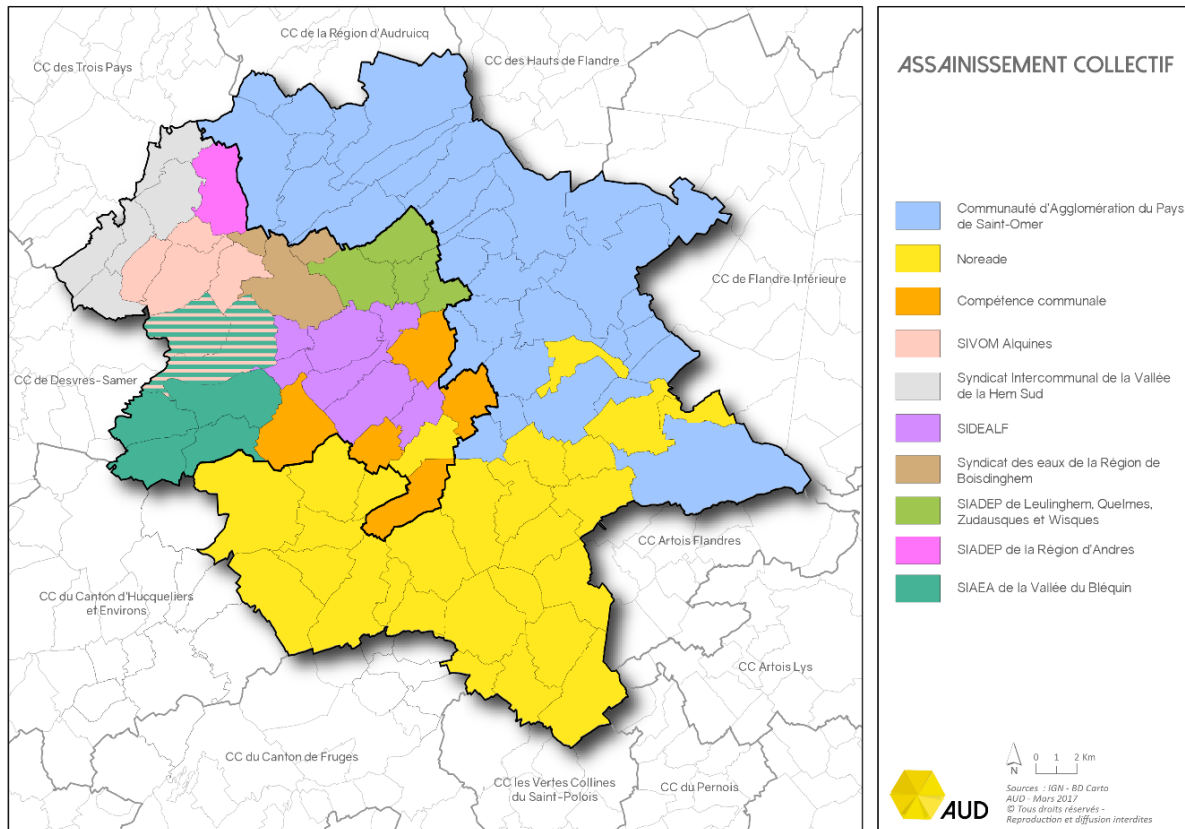 CC de la Région d'Audruicq
CC des Trois Pays
CC des Hauts de Flandre
CC de Flandre Intérieure
CC de Desvres-Samer
CC Artois Flandres
CC du Canton d'Hucqueliers
et Environs
CC Artois Lys
CC du Canton de Fruges
CC les Vertes Collines
du Saint-Polois
CC du Pernois
ASSAINISSEMENT COLLECTIF
Communauté d'Agglomération du Pays
de Saint-Omer
Noreade
Compétence communale
SIVOM Alquines
Syndicat Intercommunal de la Vallée
de la Hem Sud
SIDEALF
Syndicat des eaux de la Région de
Boisdinghem
SIADEP de Leulinghem, Quelmes,
Zudausques et Wisques
SIADEP de la Région d'Andres
SIAEA de la Vallée du Bléquin
N
0 1 2 Km
Sources : IGN - BD Carto
AUD - Mars 2017
© Tous droits réservés -
Reproduction et diffusion interdites
AUD